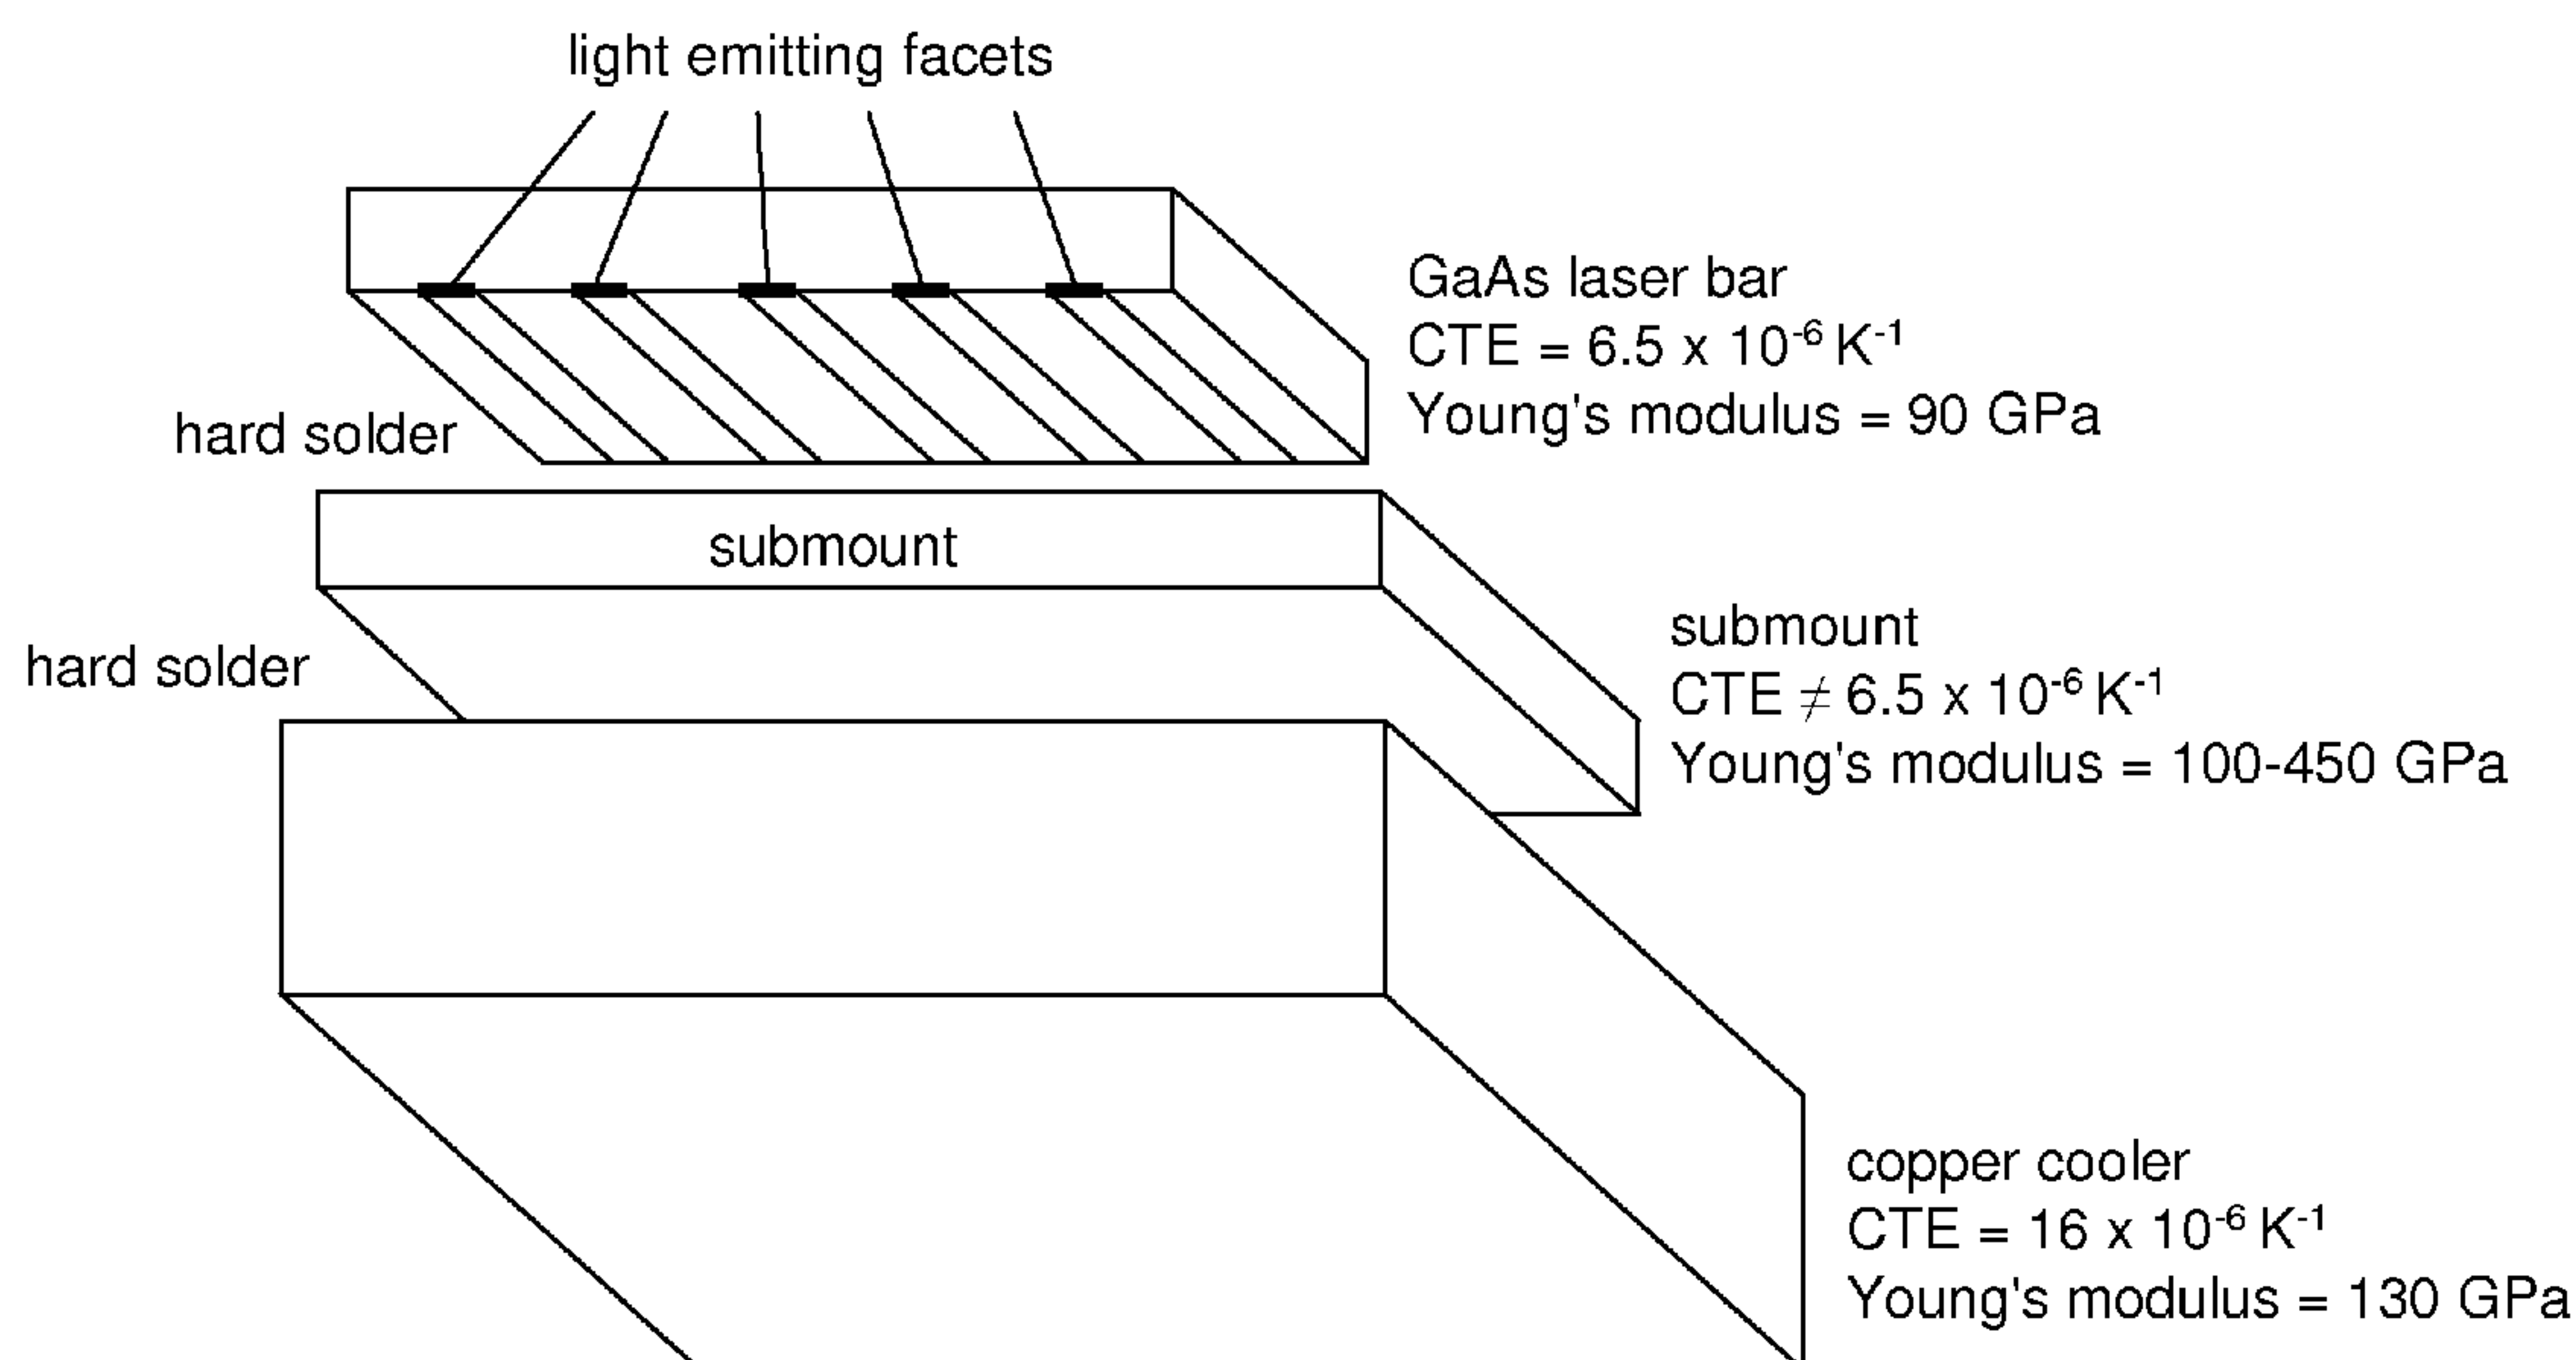 light emitting facets
GaAs laser bar
CTE = 6.5 x 10⁻⁶ K⁻¹
Young's modulus = 90 GPa
hard solder
submount
submount
CTE ≠ 6.5 x 10⁻⁶ K⁻¹
Young's modulus = 100-450 GPa
hard solder
copper cooler
CTE = 16 x 10⁻⁶ K⁻¹
Young's modulus = 130 GPa